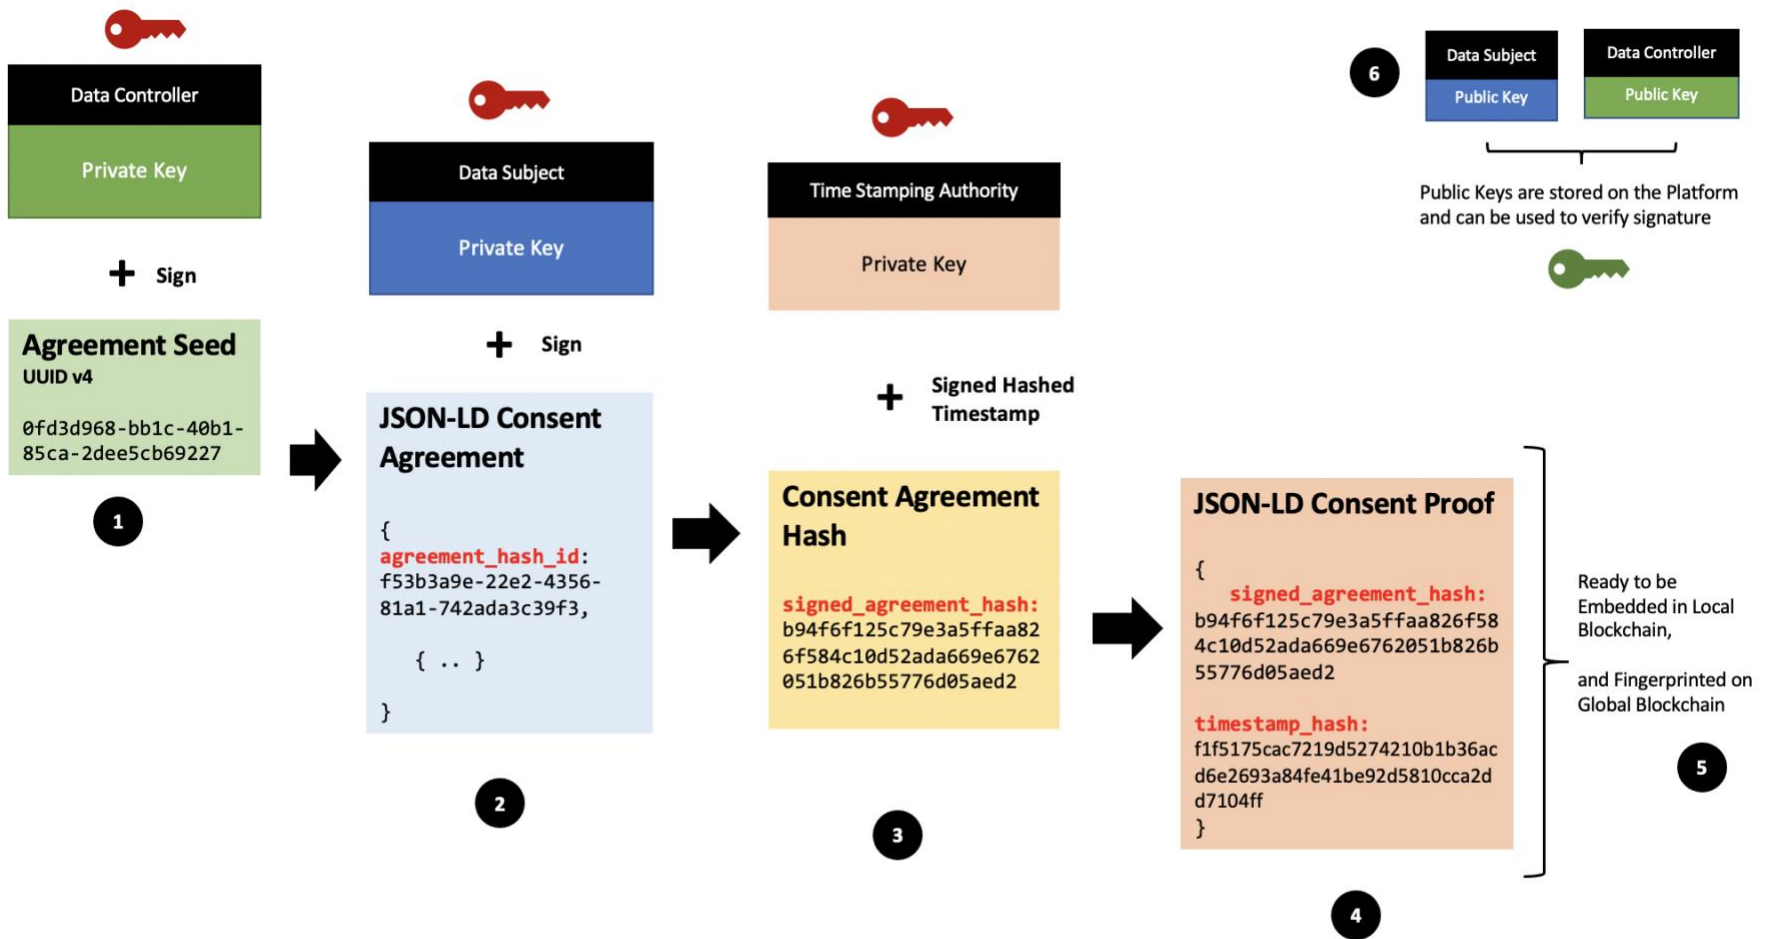 Data Controller
Private Key
Sign
Agreement Seed
UUID v4
0fd3d968-bb1c-40b1-
85ca-2dee5cb69227
1
Data Subject
Private Key
Sign
JSON-LD Consent
Agreement
{
agreement_hash_id:
f53b3a9e-22e2-4356-
81a1-742ada3c39f3,
{ .. }
}
2
Time Stamping Authority
Private Key
Signed Hashed
Timestamp
Consent Agreement
Hash
signed_agreement_hash:
b94f6f125c79e3a5ffaa82
6f584c10d52ada669e6762
051b826b55776d05aed2
3
JSON-LD Consent Proof
{
signed_agreement_hash:
b94f6f125c79e3a5ffaa826f58
4c10d52ada669e6762051b826b
55776d05aed2
timestamp_hash:
f1f5175cac7219d5274210b1b36ac
d6e2693a84fe41be92d5810cca2d
d7104ff
}
4
Ready to be
Embedded in Local
Blockchain,
and Fingerprinted on
Global Blockchain
5
6
Data Subject
Public Key
Data Controller
Public Key
Public Keys are stored on the Platform
and can be used to verify signature